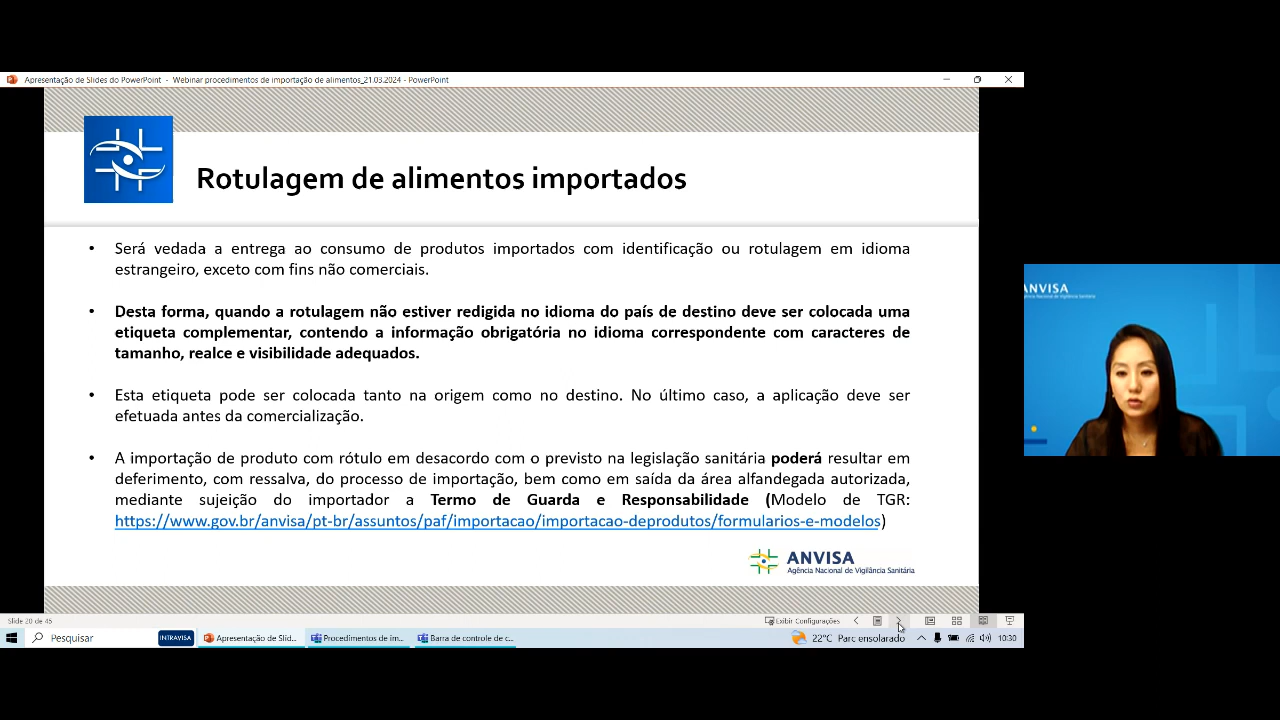 Apresentação de Slides do PowerPoint - Webinar procedimentos de importação de alimentos_21.03.2024 - PowerPoint
Rotulagem de alimentos importados
• Será vedada a entrega ao consumo de produtos importados com identificação ou rotulagem em idioma
estrangeiro, exceto com fins não comerciais.
• Desta forma, quando a rotulagem não estiver redigida no idioma do país de destino deve ser colocada uma
etiqueta complementar, contendo a informação obrigatória no idioma correspondente com caracteres de
tamanho, realce e visibilidade adequados.
• Esta etiqueta pode ser colocada tanto na origem como no destino. No último caso, a aplicação deve ser
efetuada antes da comercialização.
• A importação de produto com rótulo em desacordo com o previsto na legislação sanitária poderá resultar em
deferimento, com ressalva, do processo de importação, bem como em saída da área alfandegada autorizada,
mediante sujeição do importador a Termo de Guarda e Responsabilidade (Modelo de TGR:
https://www.gov.br/anvisa/pt-br/assuntos/paf/importacao/importacao-deprodutos/formularios-e-modelos)
ANVISA
Agência Nacional de Vigilância Sanitária
ANVISA
Agência Nacional de Vigilância Sanitária
Slide 20 de 45
Exibir Configurações
Pesquisar
INTRAVISA
Apresentação de Slid...
Procedimentos de im...
Barra de controle de c...
22°C Parc ensolarado
10:30